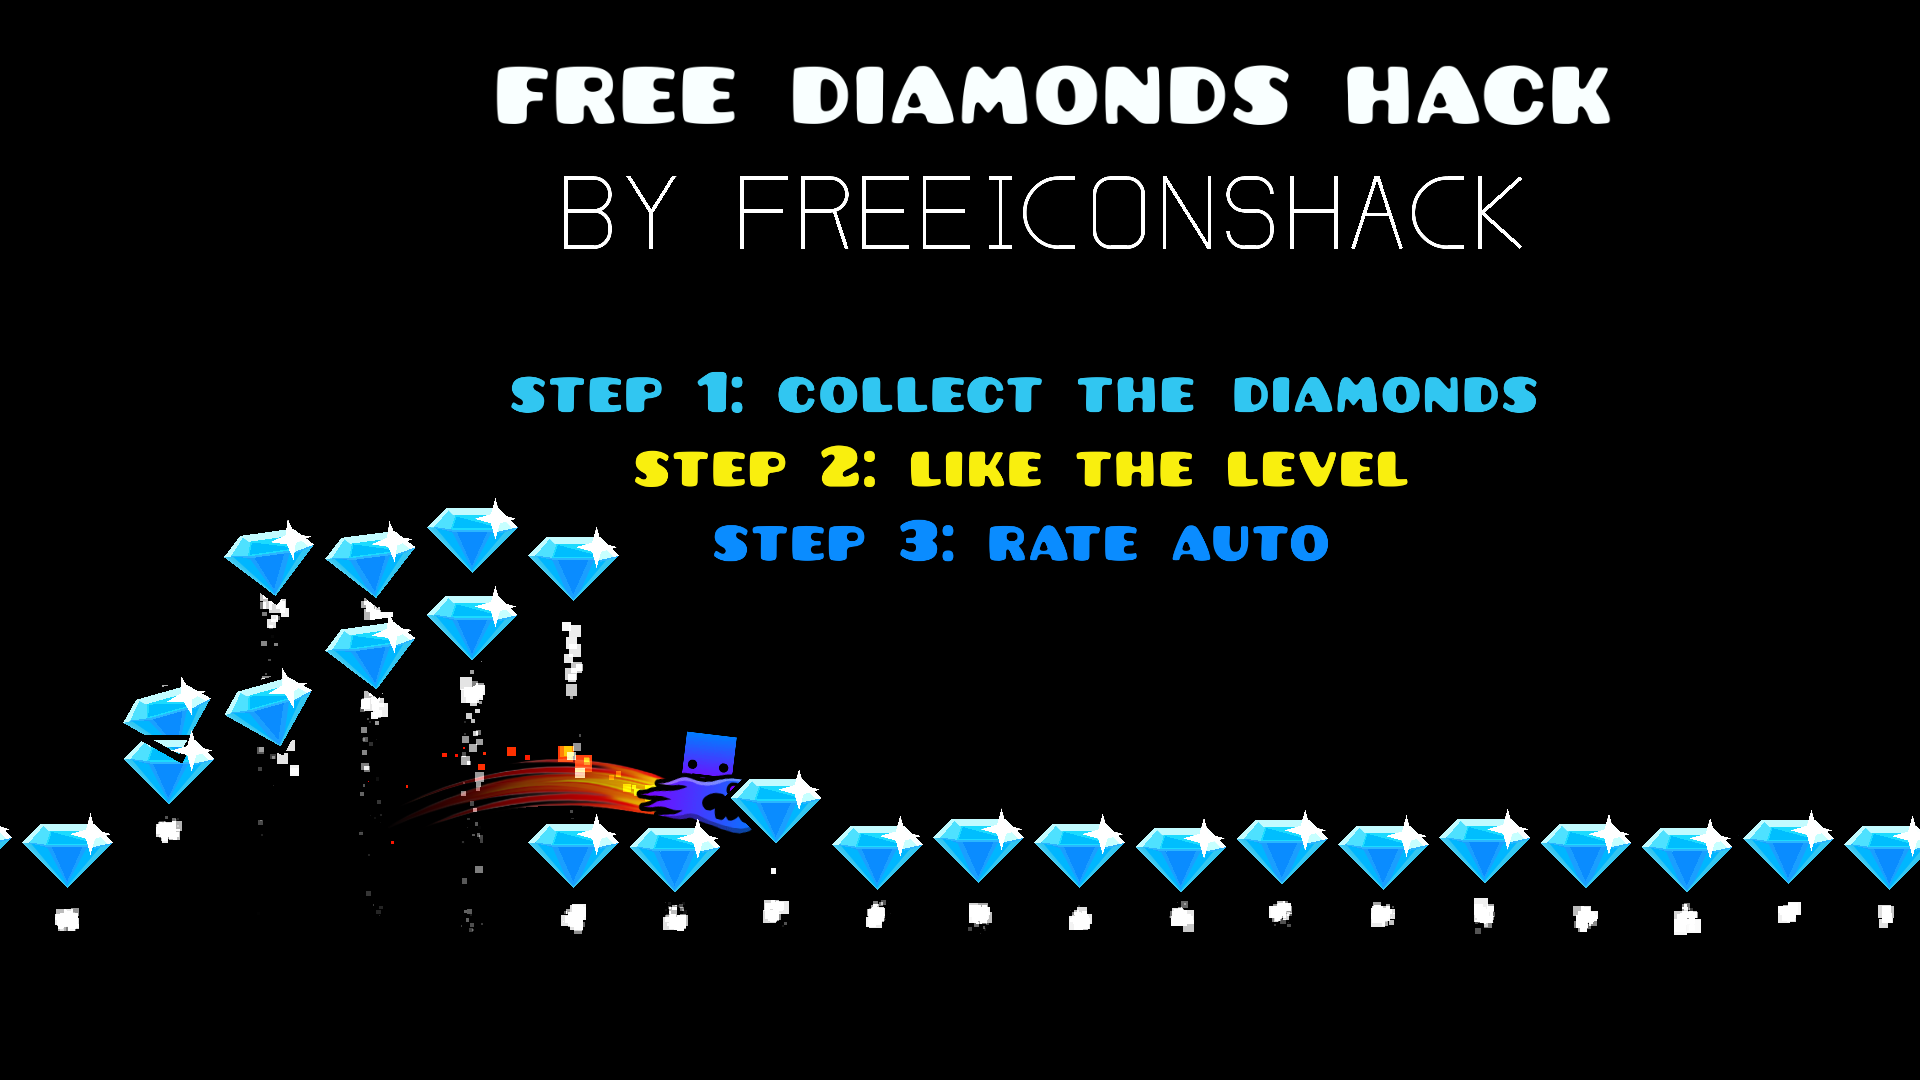 FREE DIAMONDS HACK
BY FREEICONSHACK
STEP 1: COLLECT THE DIAMONDS
STEP 2: LIKE THE LEVEL
STEP 3: RATE AUTO